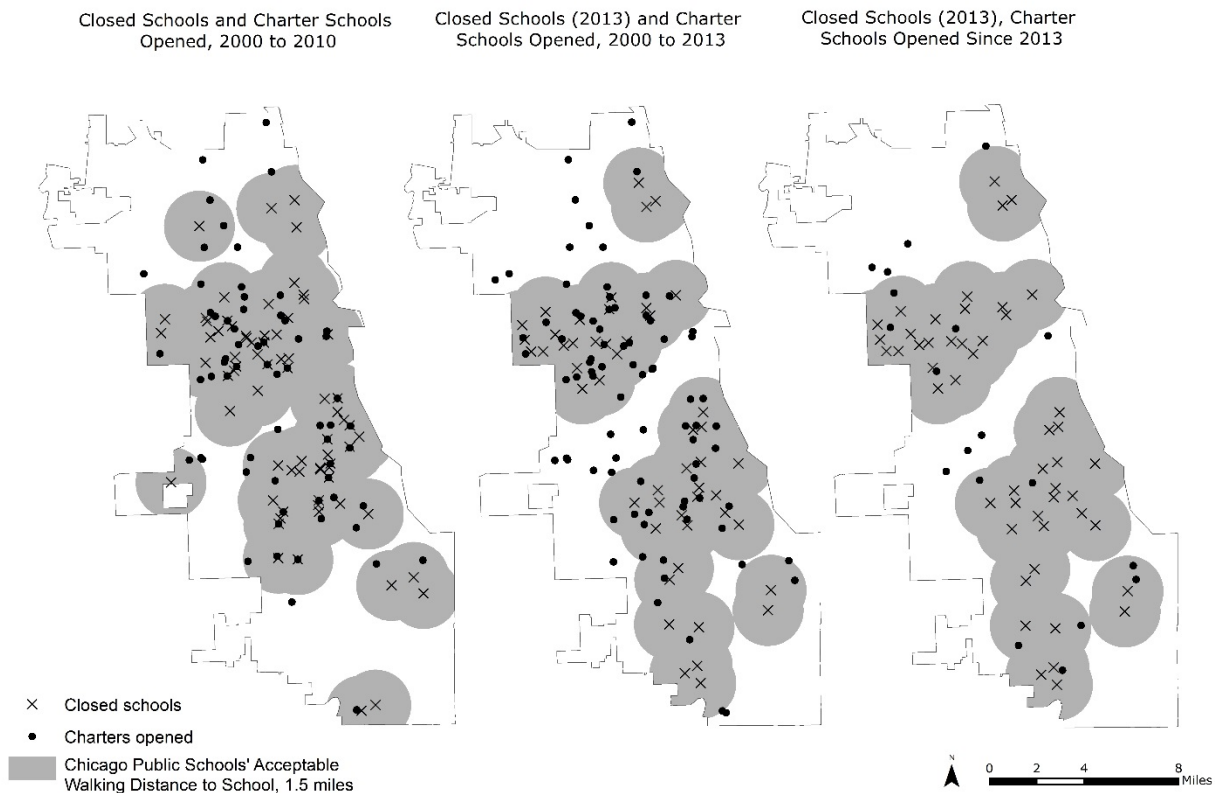 Closed Schools and Charter Schools
Opened, 2000 to 2010
Closed Schools (2013) and Charter
Schools Opened, 2000 to 2013
Closed Schools (2013), Charter
Schools Opened Since 2013
Closed schools
Charters opened
Chicago Public Schools' Acceptable
Walking Distance to School, 1.5 miles
N
0 2 4 8
Miles